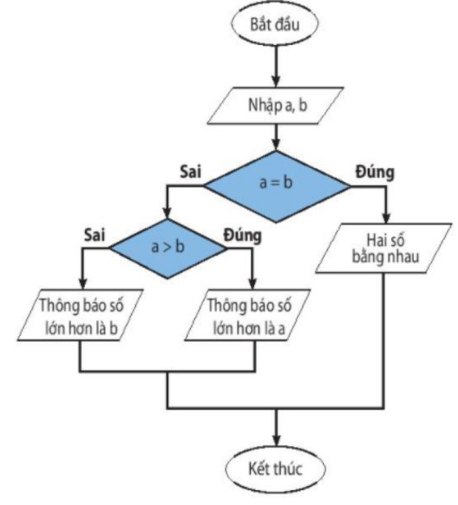 Bắt đầu
Nhập a, b
Sai
Đúng
a = b
Sai
Đúng
a > b
Hai số
bằng nhau
Thông báo số
lớn hơn là b
Thông báo số
lớn hơn là a
Kết thúc